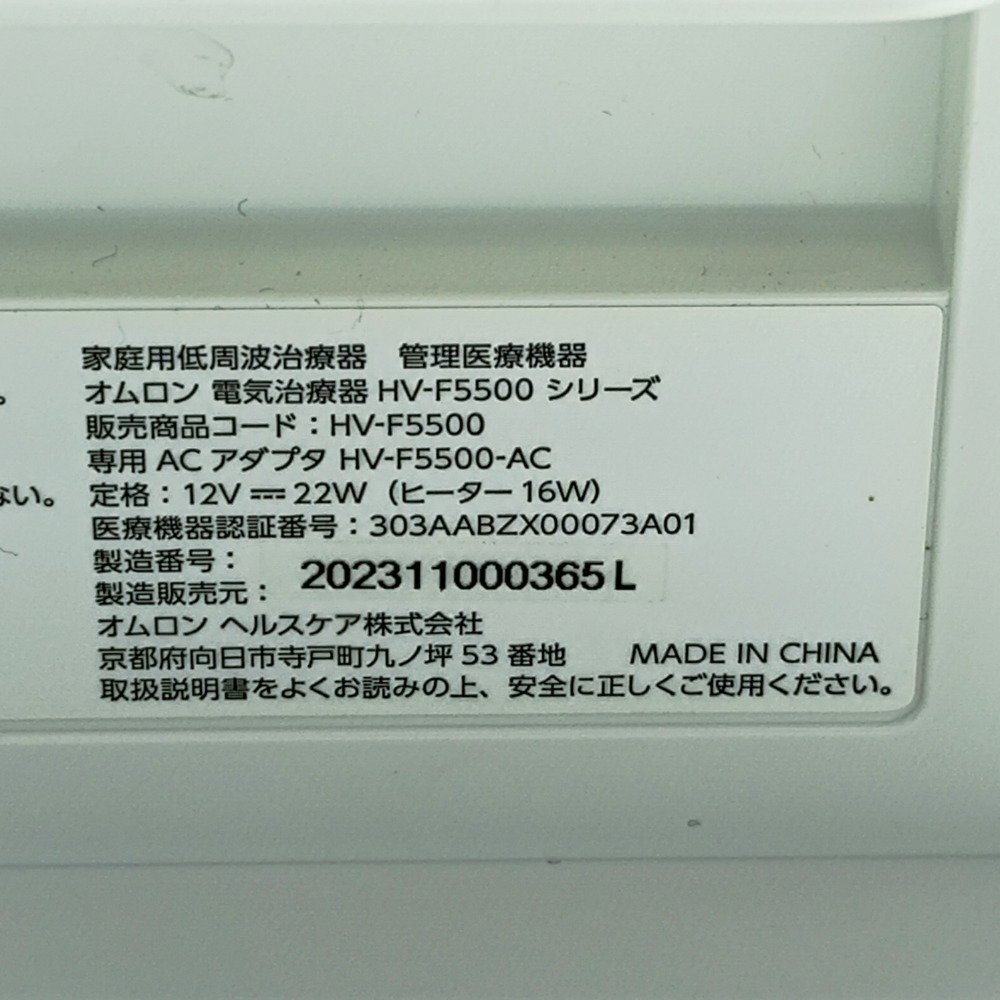 家庭用低周波治療器 管理医療機器
オムロン 電気治療器 HV-F5500 シリーズ
販売商品コード：HV-F5500
専用 AC アダプタ HV-F5500-AC
ない。
定格：12V ⎓ 22W（ヒーター 16W）
医療機器認証番号：303AABZX00073A01
製造番号：
202311000365L
製造販売元：
オムロン ヘルスケア株式会社
京都府向日市寺戸町九ノ坪 53 番地 MADE IN CHINA
取扱説明書をよくお読みの上、安全に正しくご使用ください。